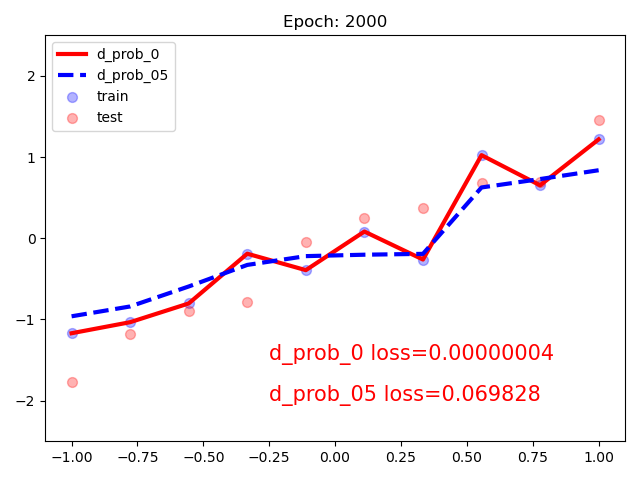 Epoch: 2000
d_prob_0
d_prob_05
train
test
2
1
0
−1
−2
d_prob_0 loss=0.00000004
d_prob_05 loss=0.069828
−1.00 −0.75 −0.50 −0.25 0.00 0.25 0.50 0.75 1.00